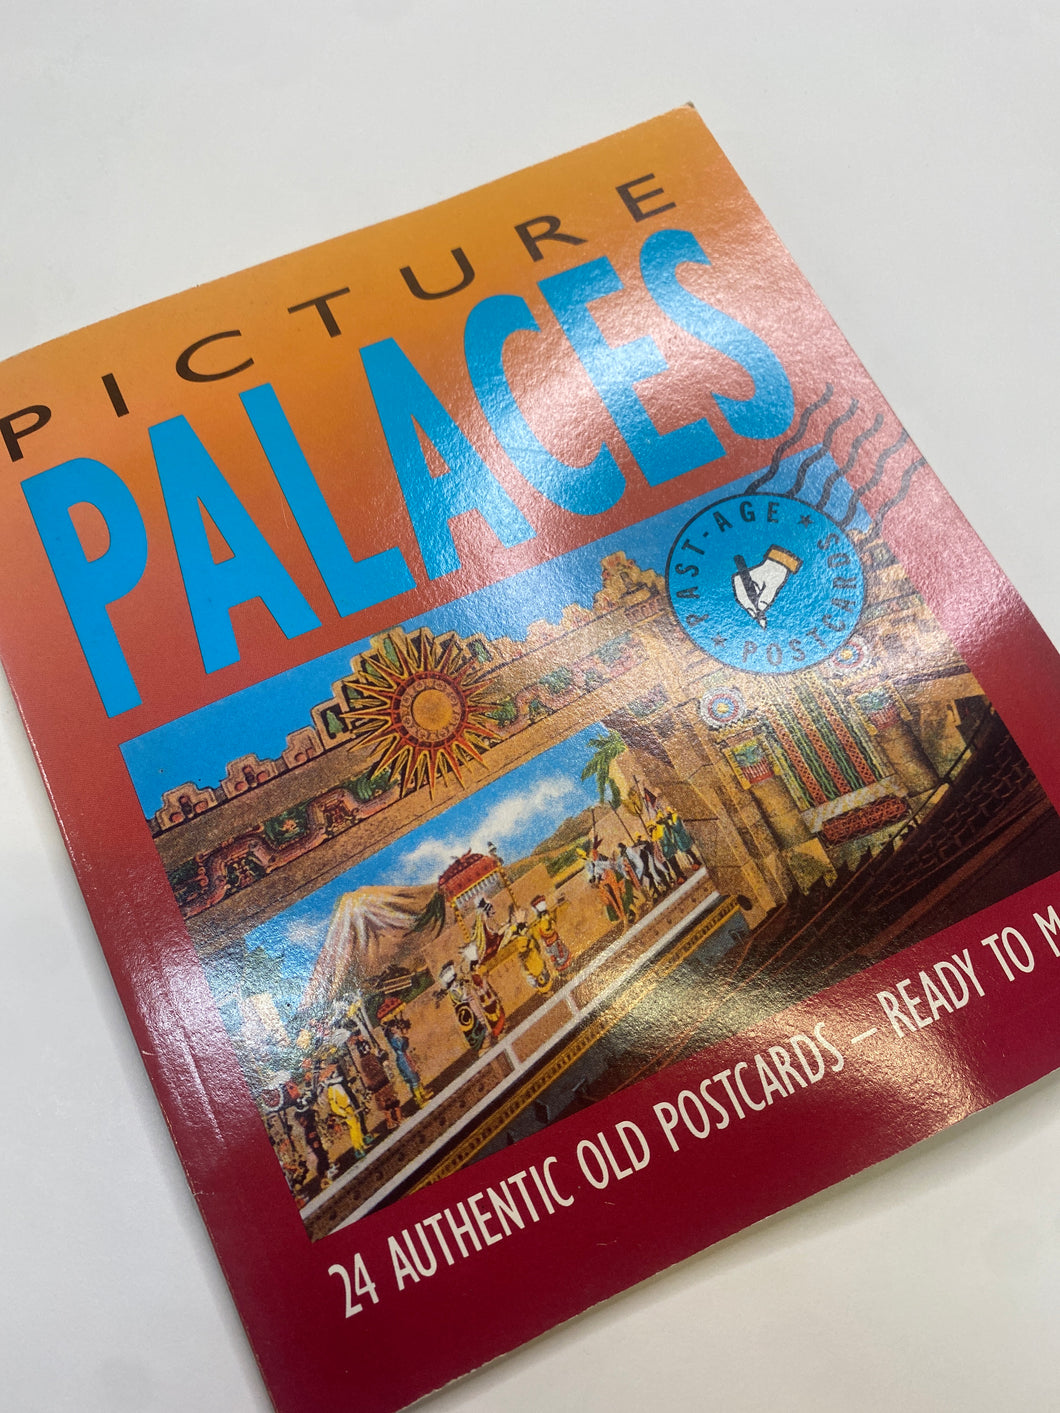 PICTURE
PALACES
PAST-AGE
POSTCARDS
24 AUTHENTIC OLD POSTCARDS – READY TO M